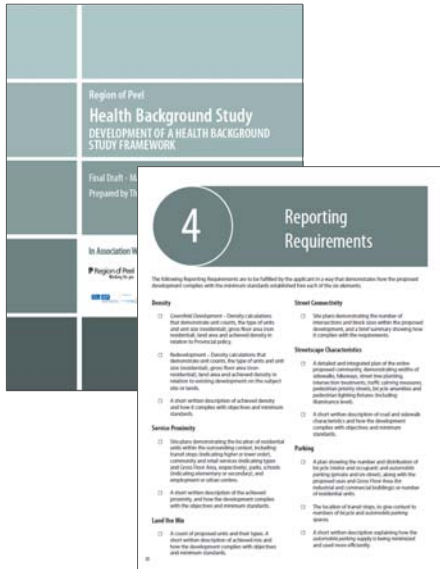 Region of Peel
Health Background Study
DEVELOPMENT OF A HEALTH BACKGROUND
STUDY FRAMEWORK
Final Draft - Ma
Prepared by Th
In Association W
Region of Peel
Working for you
4
Reporting
Requirements
The following Reporting Requirements are to be fulfilled by the applicant in a way that demonstrates how the proposed
development complies with the minimum standards established for each of the six elements.
Density
Greenfield Development – Density calculations
that demonstrate unit counts, the type of units
and unit size (residential), gross floor area (non
residential), land area and achieved density in
relation to Provincial policy.
Redevelopment – Density calculations that
demonstrate unit counts, the type of units and unit
size (residential), gross floor area (non-
residential), land area and achieved density in
relation to existing development on the subject
site or lands.
A short written description of achieved density
and how it complies with objectives and minimum
standards.
Service Proximity
Site plans demonstrating the location of residential
units within the surrounding context, including:
transit stops (indicating higher or lower order),
community and retail services (indicating types
and Gross Floor Area, respectively), parks, schools
(indicating elementary or secondary), and
employment or urban centres.
A short written description of the achieved
proximity, and how the development complies
with the objectives and minimum standards.
Land Use Mix
A count of proposed units and their types. A
short written description of achieved mix and
how the development complies with objectives
and minimum standards.
Street Connectivity
Site plans demonstrating the number of
intersections and block sizes within the proposed
development, and a brief summary showing how
it complies with the requirements.
Streetscape Characteristics
A detailed and integrated plan of the entire
proposed community, demonstrating widths of
sidewalks, bikeways, street tree planting,
intersection treatments, traffic calming measures,
pedestrian priority streets, bicycle amenities and
pedestrian lighting fixtures (including
illuminance level).
A short written description of road and sidewalk
characteristics and how the development
complies with objectives and minimum
standards.
Parking
A plan showing the number and distribution of
bicycle (visitor and occupant) and automobile
parking (private and on street), along with the
proposed uses and Gross Floor Area (for
industrial and commercial buildings) or number
of residential units.
The location of transit stops, to give context to
numbers of bicycle and automobile parking
spaces.
A short written description explaining how the
automobile parking supply is being minimized
and used more efficiently.